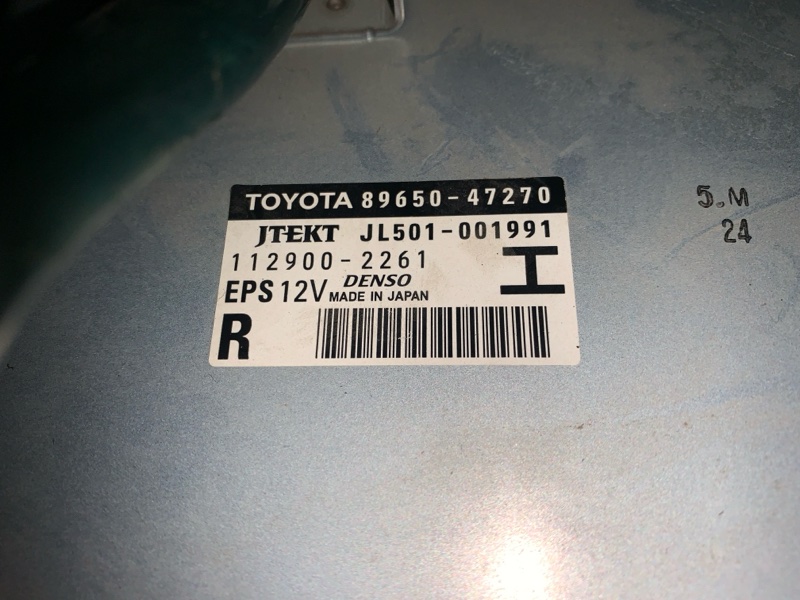 TOYOTA 89650-47270
JTEKT JL501-001991
112900-2261
DENSO
EPS 12V MADE IN JAPAN
H
R
5.M
24